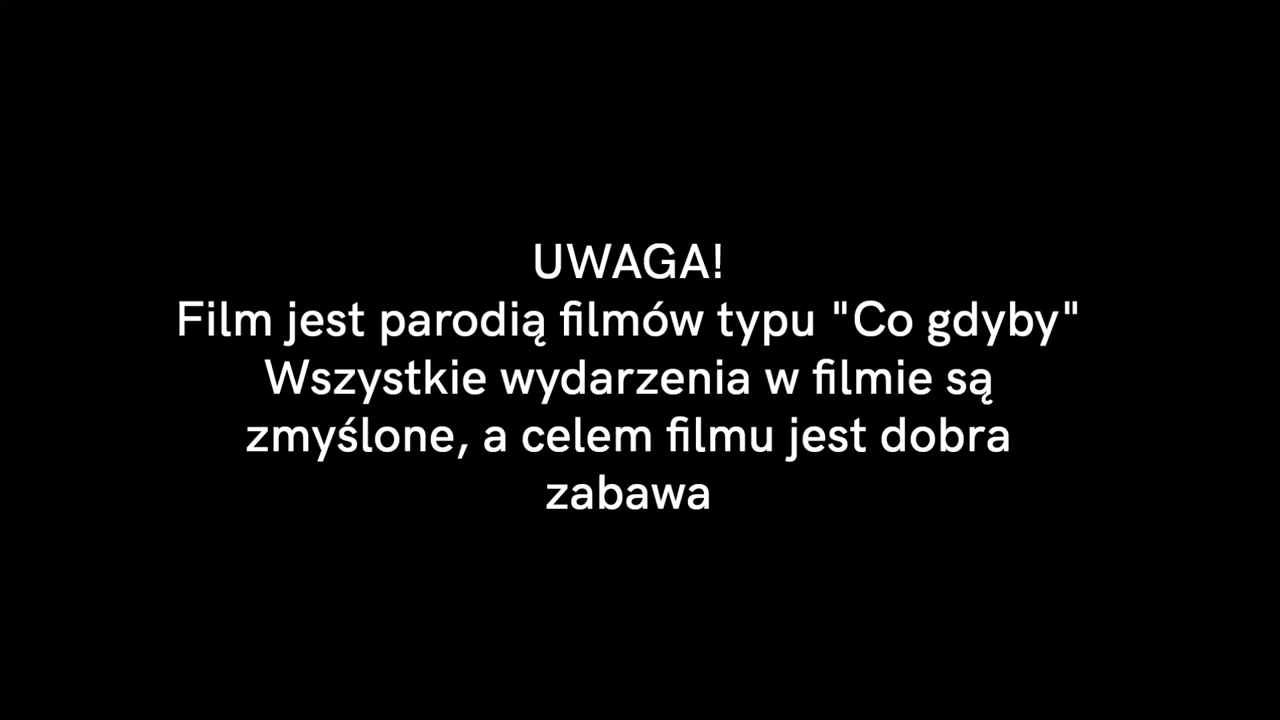 UWAGA!
Film jest parodią filmów typu "Co gdyby"
Wszystkie wydarzenia w filmie są
zmyślone, a celem filmu jest dobra
zabawa